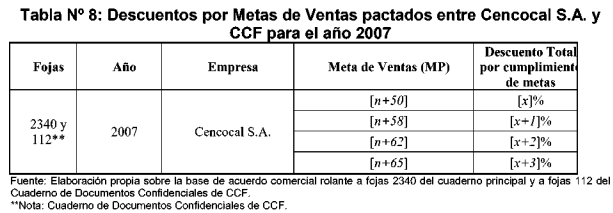 Tabla Nº 8: Descuentos por Metas de Ventas pactados entre Cencocal S.A. y
CCF para el año 2007
Fojas Año Empresa Meta de Ventas (MP) Descuento Total
por cumplimiento
de metas
2340 y
112** 2007 Cencocal S.A. [n+50] [x]%
[n+58] [x+1]%
[n+62] [x+2]%
[n+65] [x+3]%
Fuente: Elaboración propia sobre la base de acuerdo comercial rolante a fojas 2340 del cuaderno principal y a fojas 112 del
Cuaderno de Documentos Confidenciales de CCF.
**Nota: Cuaderno de Documentos Confidenciales de CCF.